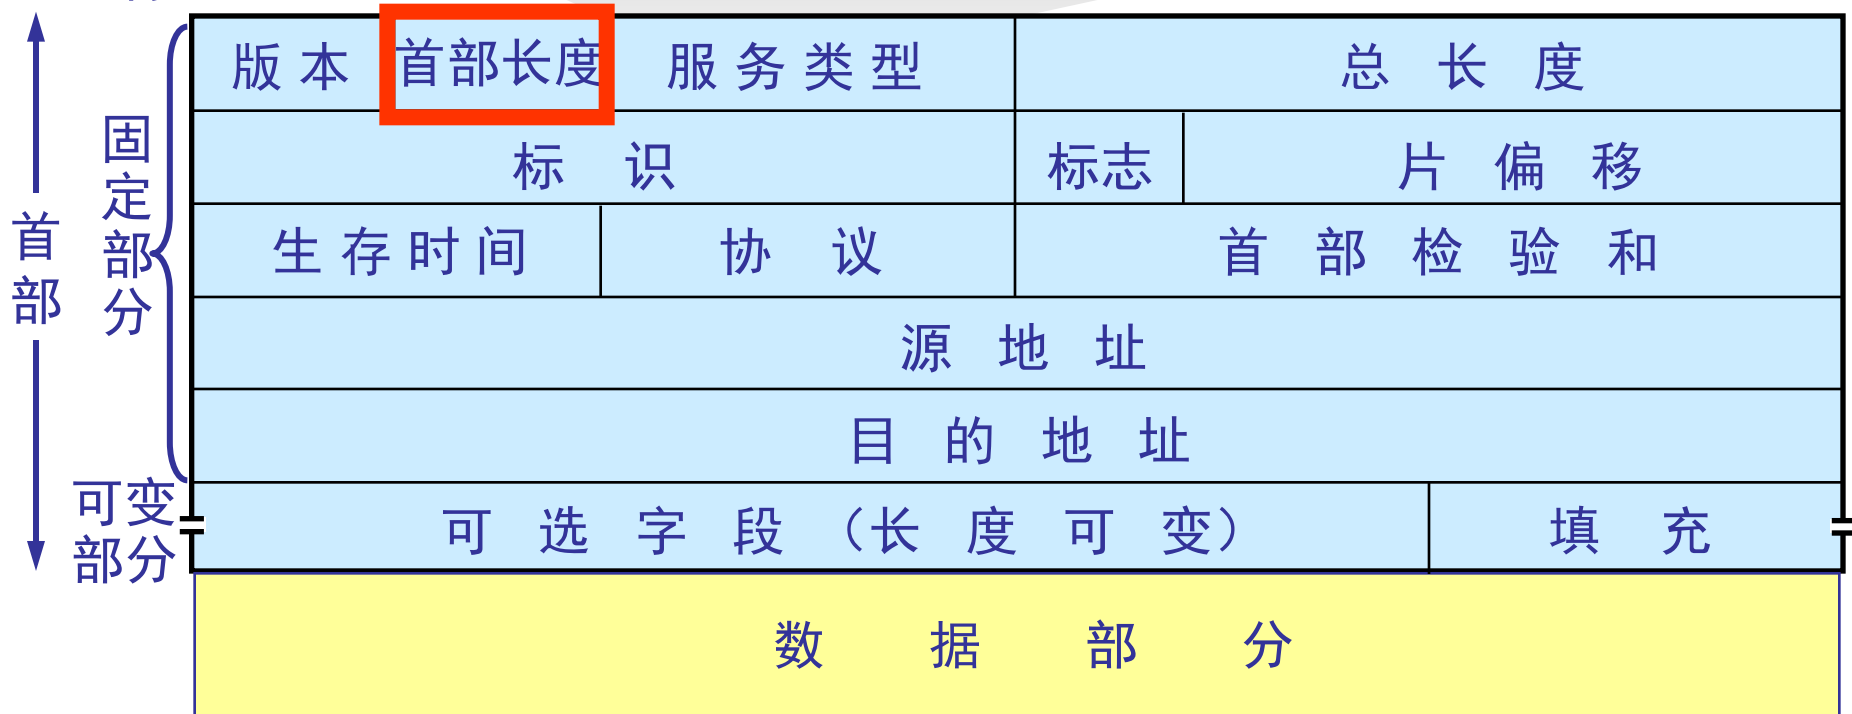 版本 首部长度 服务类型 总长度
标识 标志 片偏移
生存时间 协议 首部检验和
源地址
目的地址
可选字段（长度可变） 填充
数据部分
首部
固定部分
可变
部分